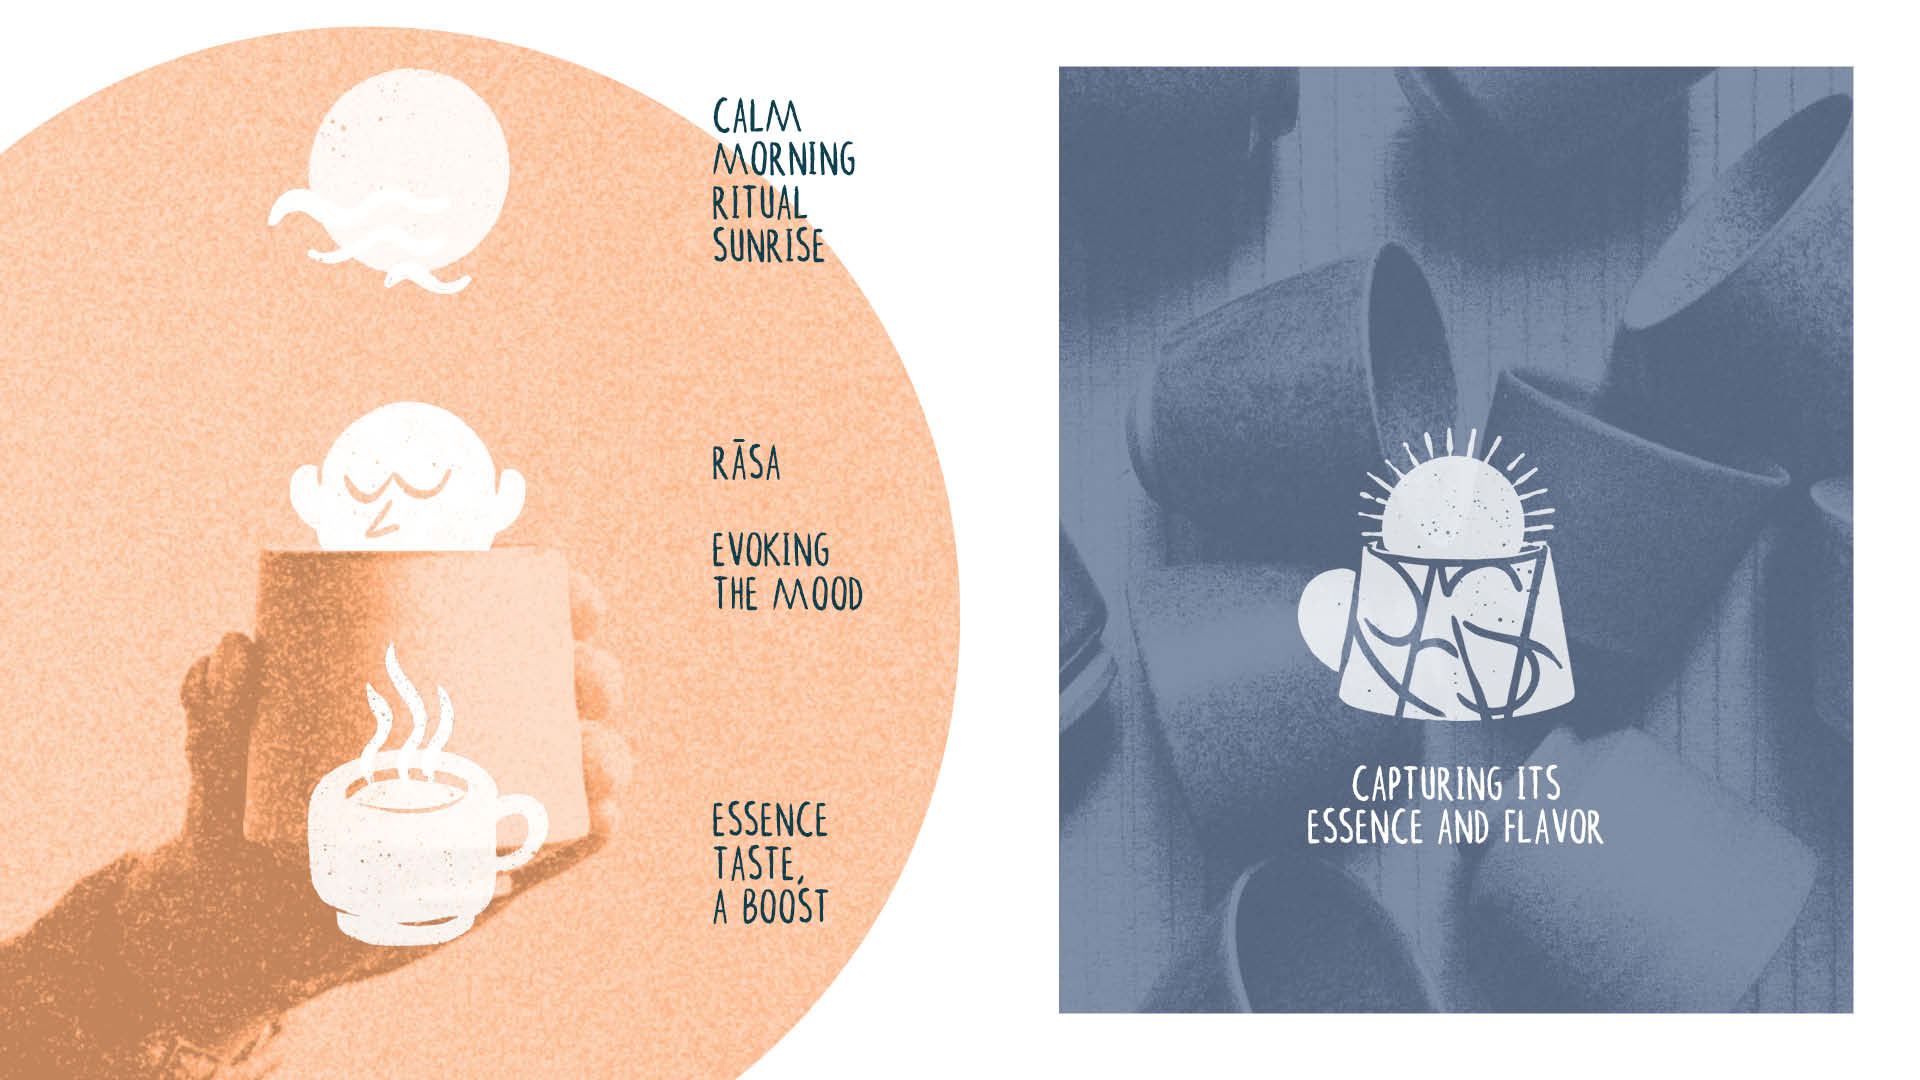 CALM
MORNING
RITUAL
SUNRISE
RĀSA
EVOKING
THE MOOD
ESSENCE
TASTE,
A BOOST
CAPTURING ITS
ESSENCE AND FLAVOR